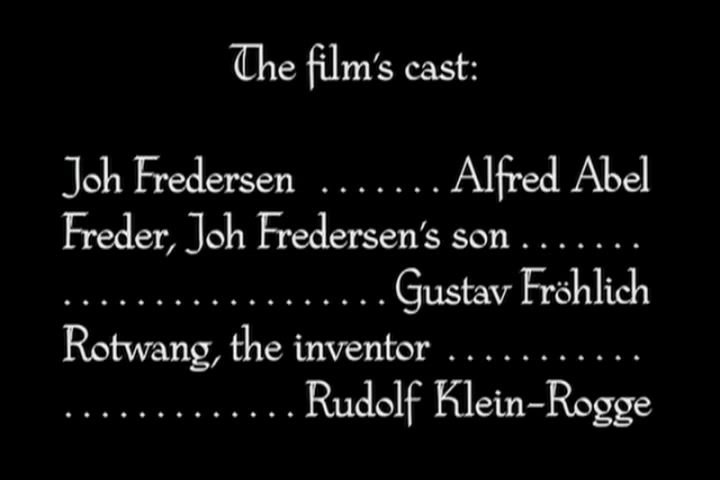 The film's cast:
Joh Fredersen ....... Alfred Abel
Freder, Joh Fredersen's son .......
.................. Gustav Fröhlich
Rotwang, the inventor ...........
............. Rudolf Klein-Rogge